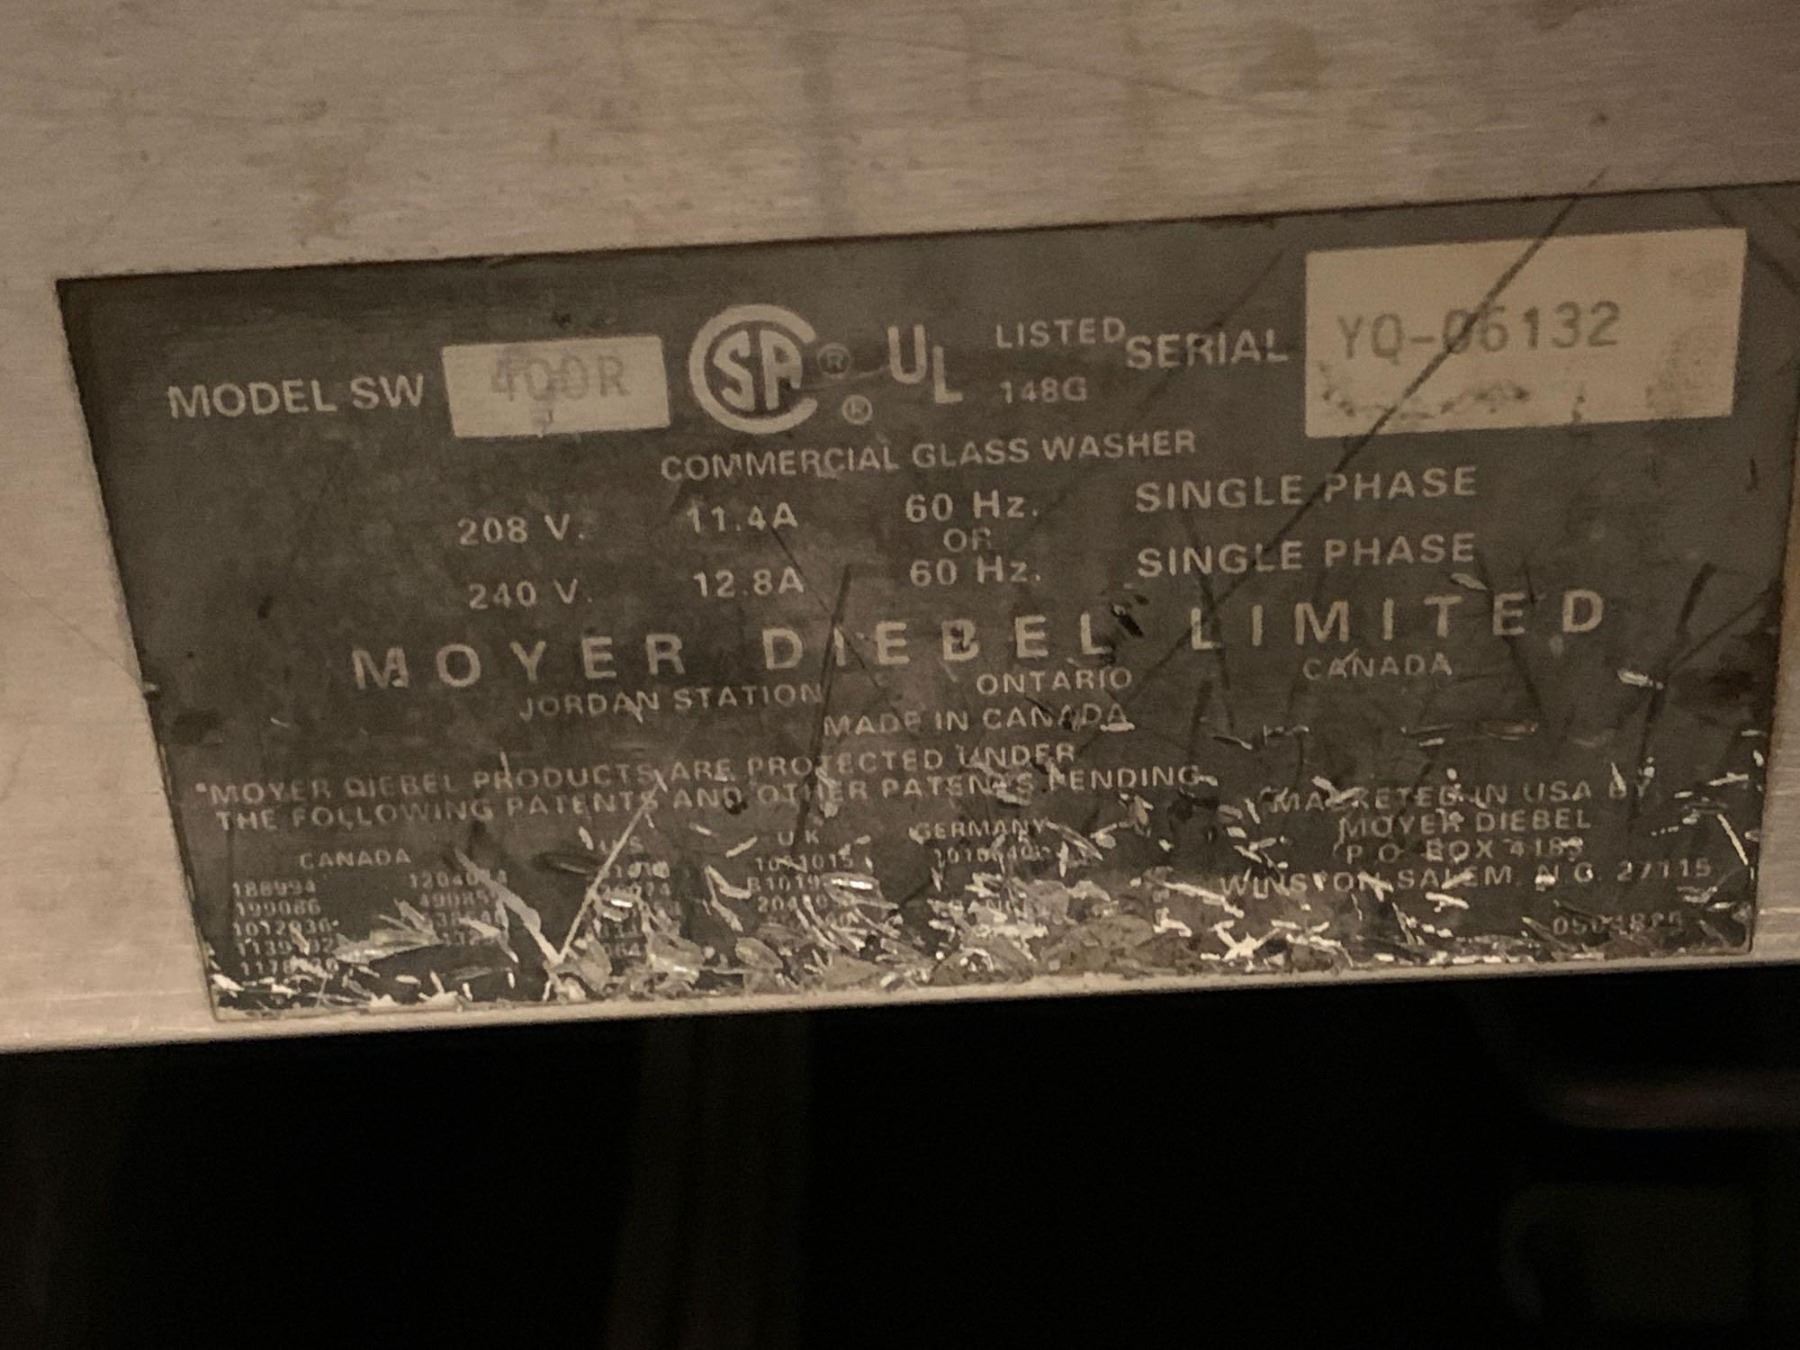 MODEL SW 400R SA ® ® UL LISTED 148G SERIAL YQ-06132
COMMERCIAL GLASS WASHER
208 V. 11.4A 60 Hz. SINGLE PHASE
OR
240 V. 12.8A 60 Hz. SINGLE PHASE
MOYER DIEBEL LIMITED
JORDAN STATION ONTARIO CANADA
MADE IN CANADA
*MOYER DIEBEL PRODUCTS ARE PROTECTED UNDER
THE FOLLOWING PATENTS AND OTHER PATENTS PENDING
CANADA U.S. U.K. GERMANY
188994
199086
MARKETED IN USA BY
MOYER DIEBEL
P.O. BOX 4183
WINSTON SALEM, N.C. 27115